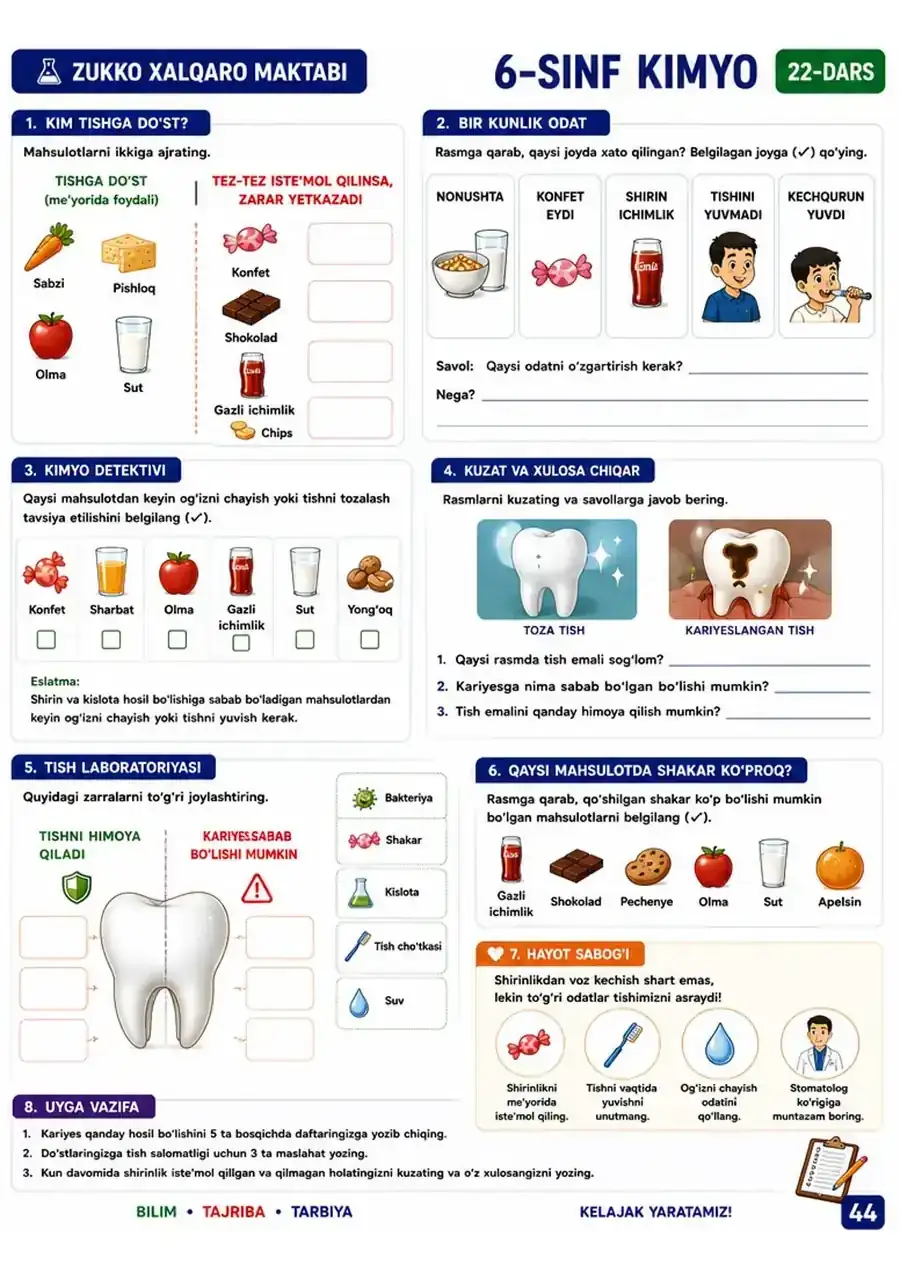 ZUKKO XALQARO MAKTABI
6-SINF KIMYO
22-DARS
1. KIM TISHGA DO'ST?
Mahsulotlarni ikkiga ajrating.
TISHGA DO'ST
(me'yorida foydali)
TEZ-TEZ ISTE'MOL QILINSA,
ZARAR YETKAZADI
Sabzi
Pishloq
Olma
Sut
Konfet
Shokolad
Gazli ichimlik
Chips
2. BIR KUNLIK ODAT
Rasmga qarab, qaysi joyda xato qilingan? Belgilagan joyga (✓) qo'ying.
NONUSHTA
KONFET
EYDI
SHIRIN
ICHIMLIK
TISHINI
YUVMADI
KECHQURUN
YUVDI
Savol: Qaysi odatni o'zgartirish kerak?
Nega?
3. KIMYO DETEKTIVI
Qaysi mahsulotdan keyin og'izni chayish yoki tishni tozalash
tavsiya etilishini belgilang (✓).
Konfet
Sharbat
Olma
Gazli
ichimlik
Sut
Yong'oq
Eslatma:
Shirin va kislota hosil bo'lishiga sabab bo'ladigan mahsulotlardan
keyin og'izni chayish yoki tishni yuvish kerak.
4. KUZAT VA XULOSA CHIQAR
Rasmlarni kuzating va savollarga javob bering.
TOZA TISH
KARIYESLANGAN TISH
1. Qaysi rasmda tish emali sog'lom?
2. Kariyesga nima sabab bo'lgan bo'lishi mumkin?
3. Tish emalini qanday himoya qilish mumkin?
5. TISH LABORATORIYASI
Quyidagi zarralarni to'g'ri joylashtiring.
TISHNI HIMOYA
QILADI
KARIYESSABAB
BO'LISHI MUMKIN
Bakteriya
Shakar
Kislota
Tish cho'tkasi
Suv
6. QAYSI MAHSULOTDA SHAKAR KO'PROQ?
Rasmga qarab, qo'shilgan shakar ko'p bo'lishi mumkin
bo'lgan mahsulotlarni belgilang (✓).
Gazli
ichimlik
Shokolad
Pechenye
Olma
Sut
Apelsin
7. HAYOT SABOG'I
Shirinlikdan voz kechish shart emas,
lekin to'g'ri odatlar tishimizni asraydi!
Shirinlikni
me'yorida
iste'mol qiling.
Tishni vaqtida
yuvishni
unutmang.
Og'izni chayish
odatini
qo'llang.
Stomatolog
ko'rigiga
muntazam boring.
8. UYGA VAZIFA
1. Kariyes qanday hosil bo'lishini 5 ta bosqichda daftaringizga yozib chiqing.
2. Do'stlaringizga tish salomatligi uchun 3 ta maslahat yozing.
3. Kun davomida shirinlik iste'mol qilgan va qilmagan holatingizni kuzating va o'z xulosangizni yozing.
BILIM • TAJRIBA • TARBIYA
KELAJAK YARATAMIZ!
44